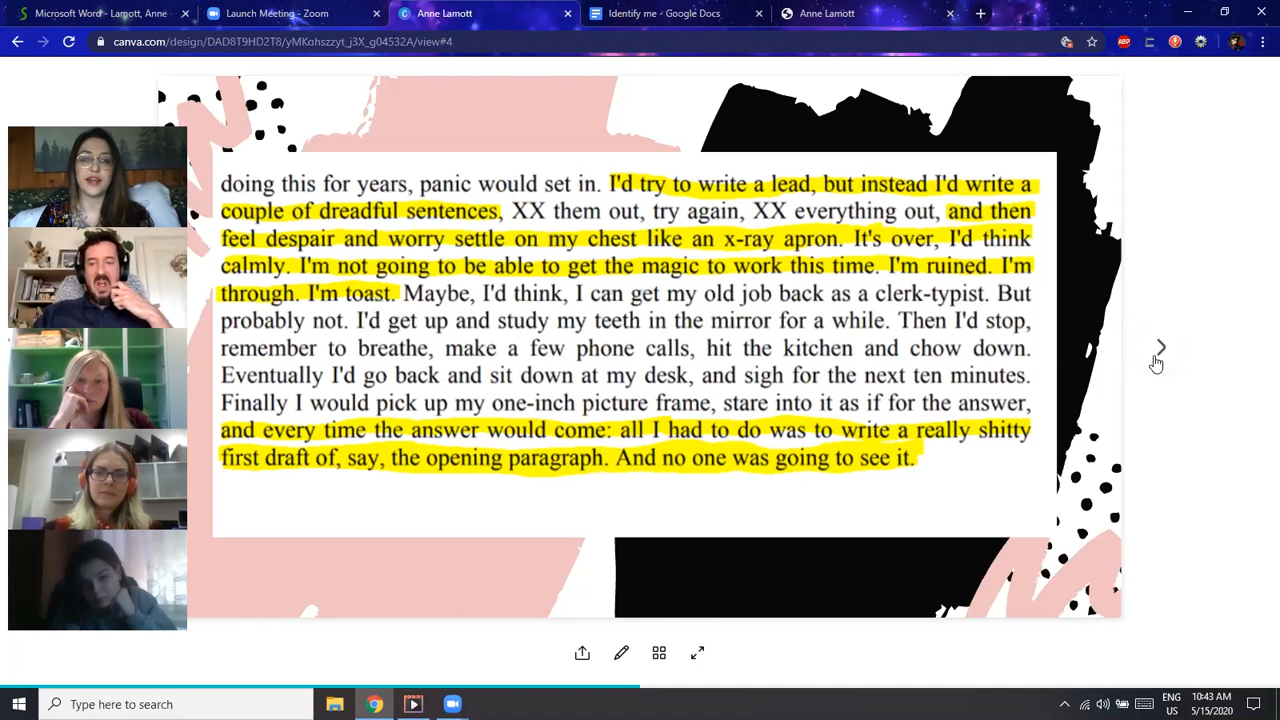 Microsoft Word - Lamott, Anne -
Launch Meeting - Zoom
Anne Lamott
Identify me - Google Docs
Anne Lamott
canva.com/design/DAD8T9HD2T8/yMKohszzyt_j3X_g04532A/view#4
ABP
doing this for years, panic would set in. I'd try to write a lead, but instead I'd write a
couple of dreadful sentences, XX them out, try again, XX everything out, and then
feel despair and worry settle on my chest like an x-ray apron. It's over, I'd think
calmly. I'm not going to be able to get the magic to work this time. I'm ruined. I'm
through. I'm toast. Maybe, I'd think, I can get my old job back as a clerk-typist. But
probably not. I'd get up and study my teeth in the mirror for a while. Then I'd stop,
remember to breathe, make a few phone calls, hit the kitchen and chow down.
Eventually I'd go back and sit down at my desk, and sigh for the next ten minutes.
Finally I would pick up my one-inch picture frame, stare into it as if for the answer,
and every time the answer would come: all I had to do was to write a really shitty
first draft of, say, the opening paragraph. And no one was going to see it.
Type here to search
ENG
US
10:43 AM
5/15/2020